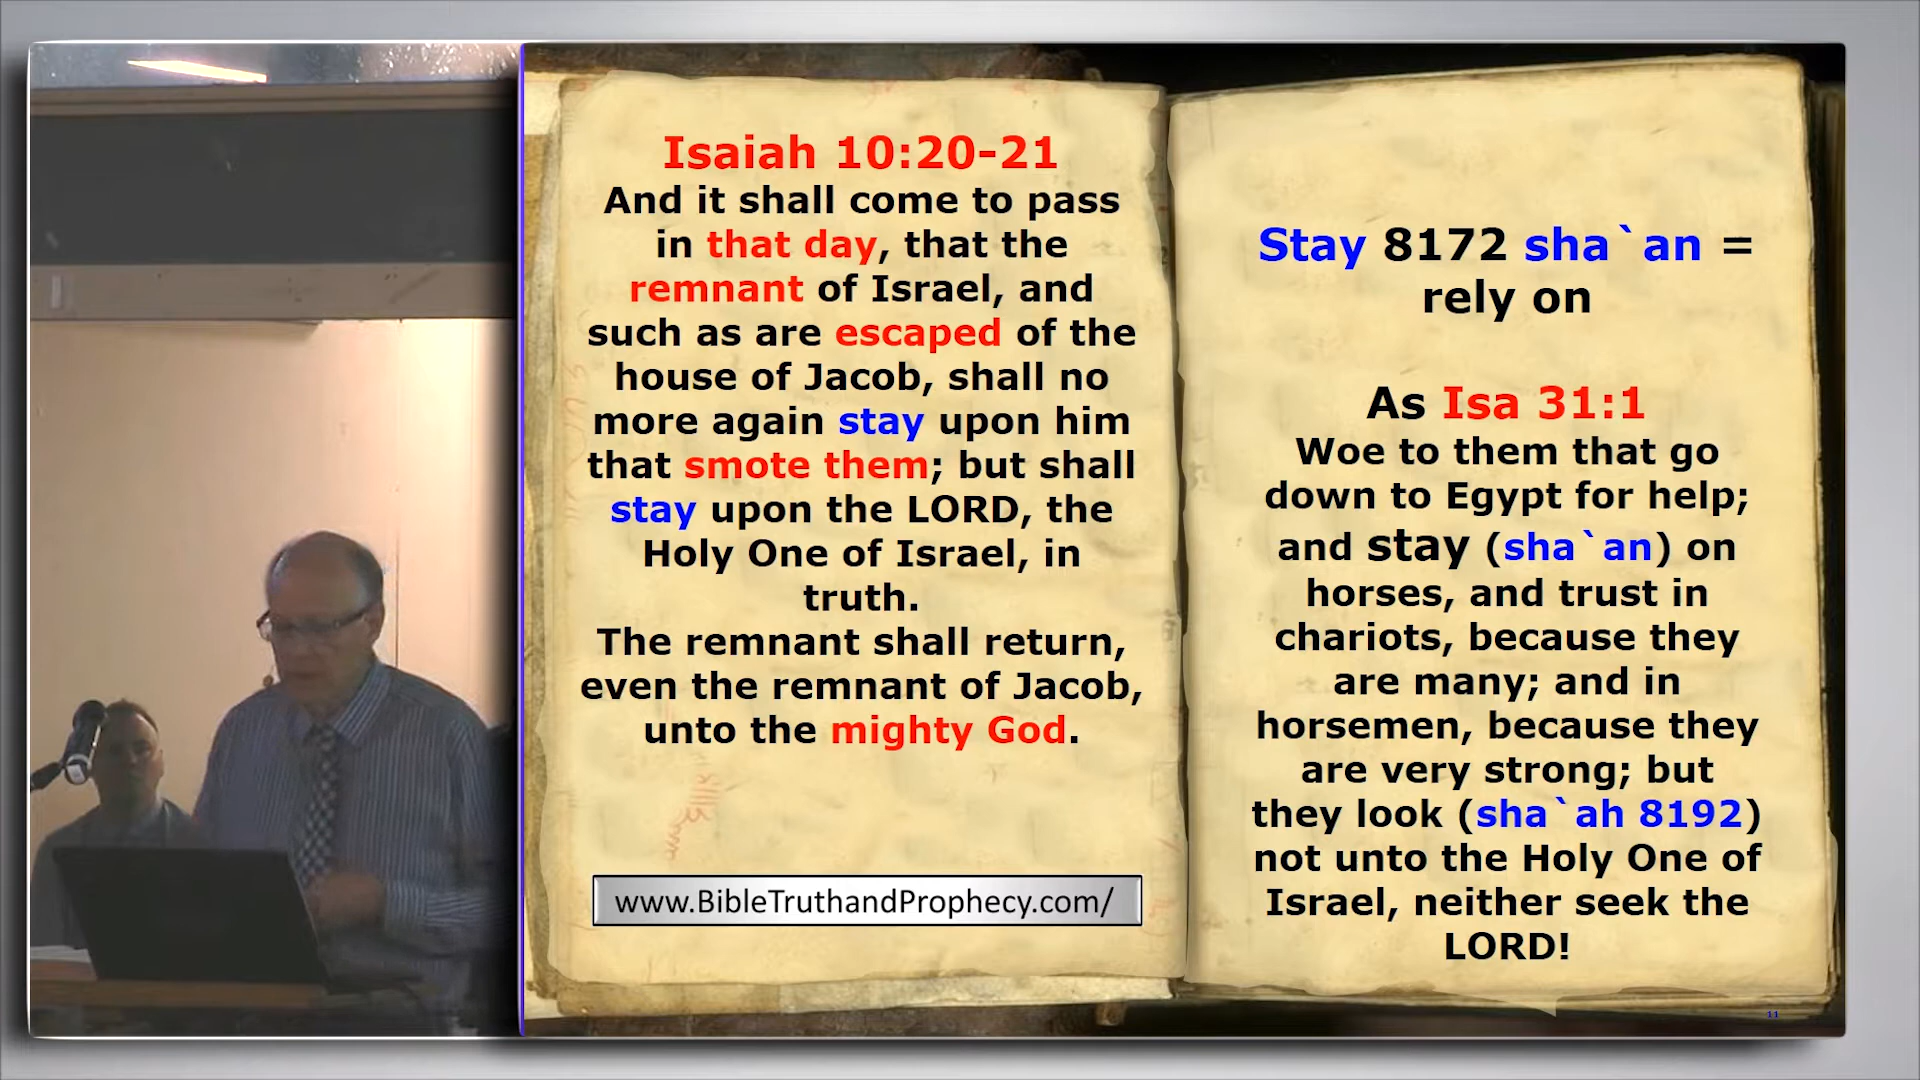 Isaiah 10:20-21
And it shall come to pass
in that day, that the
remnant of Israel, and
such as are escaped of the
house of Jacob, shall no
more again stay upon him
that smote them; but shall
stay upon the LORD, the
Holy One of Israel, in
truth.
The remnant shall return,
even the remnant of Jacob,
unto the mighty God.
www.BibleTruthandProphecy.com/
Stay 8172 sha`an =
rely on
As Isa 31:1
Woe to them that go
down to Egypt for help;
and stay (sha`an) on
horses, and trust in
chariots, because they
are many; and in
horsemen, because they
are very strong; but
they look (sha`ah 8192)
not unto the Holy One of
Israel, neither seek the
LORD!
11